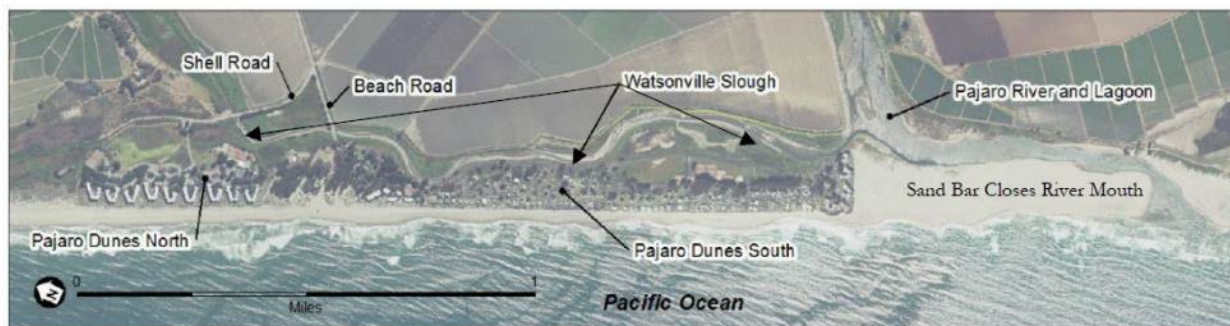 Shell Road
Beach Road
Watsonville Slough
Pajaro River and Lagoon
Sand Bar Closes River Mouth
Pajaro Dunes North
Pajaro Dunes South
N
0
1
Miles
Pacific Ocean